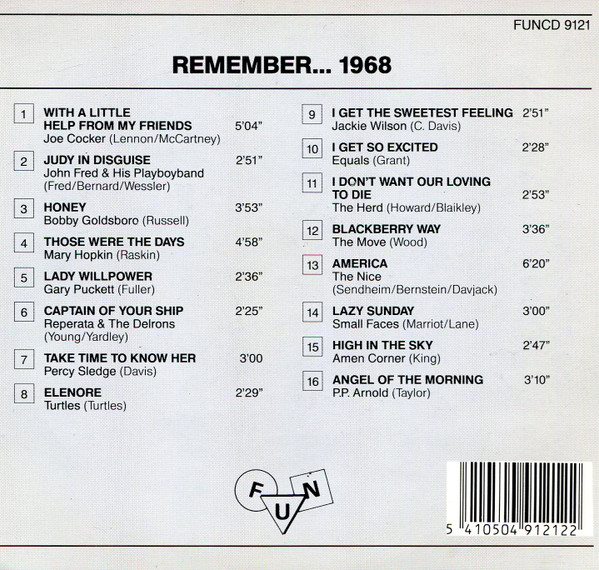 FUNCD 9121
REMEMBER... 1968
1 WITH A LITTLE
HELP FROM MY FRIENDS 5'04"
Joe Cocker (Lennon/McCartney)
2 JUDY IN DISGUISE 2'51"
John Fred & His Playboyband
(Fred/Bernard/Wessler)
3 HONEY 3'53"
Bobby Goldsboro (Russell)
4 THOSE WERE THE DAYS 4'58"
Mary Hopkin (Raskin)
5 LADY WILLPOWER 2'36"
Gary Puckett (Fuller)
6 CAPTAIN OF YOUR SHIP 2'25"
Reperata & The Delrons
(Young/Yardley)
7 TAKE TIME TO KNOW HER 3'00
Percy Sledge (Davis)
8 ELENORE 2'29"
Turtles (Turtles)
9 I GET THE SWEETEST FEELING 2'51"
Jackie Wilson (C. Davis)
10 I GET SO EXCITED 2'28"
Equals (Grant)
11 I DON'T WANT OUR LOVING
TO DIE 2'53"
The Herd (Howard/Blaikley)
12 BLACKBERRY WAY 3'36"
The Move (Wood)
13 AMERICA 6'20"
The Nice
(Sendheim/Bernstein/Davjack)
14 LAZY SUNDAY 3'00"
Small Faces (Marriot/Lane)
15 HIGH IN THE SKY 2'47"
Amen Corner (King)
16 ANGEL OF THE MORNING 3'10"
P.P. Arnold (Taylor)
FUN
5 410504 912122